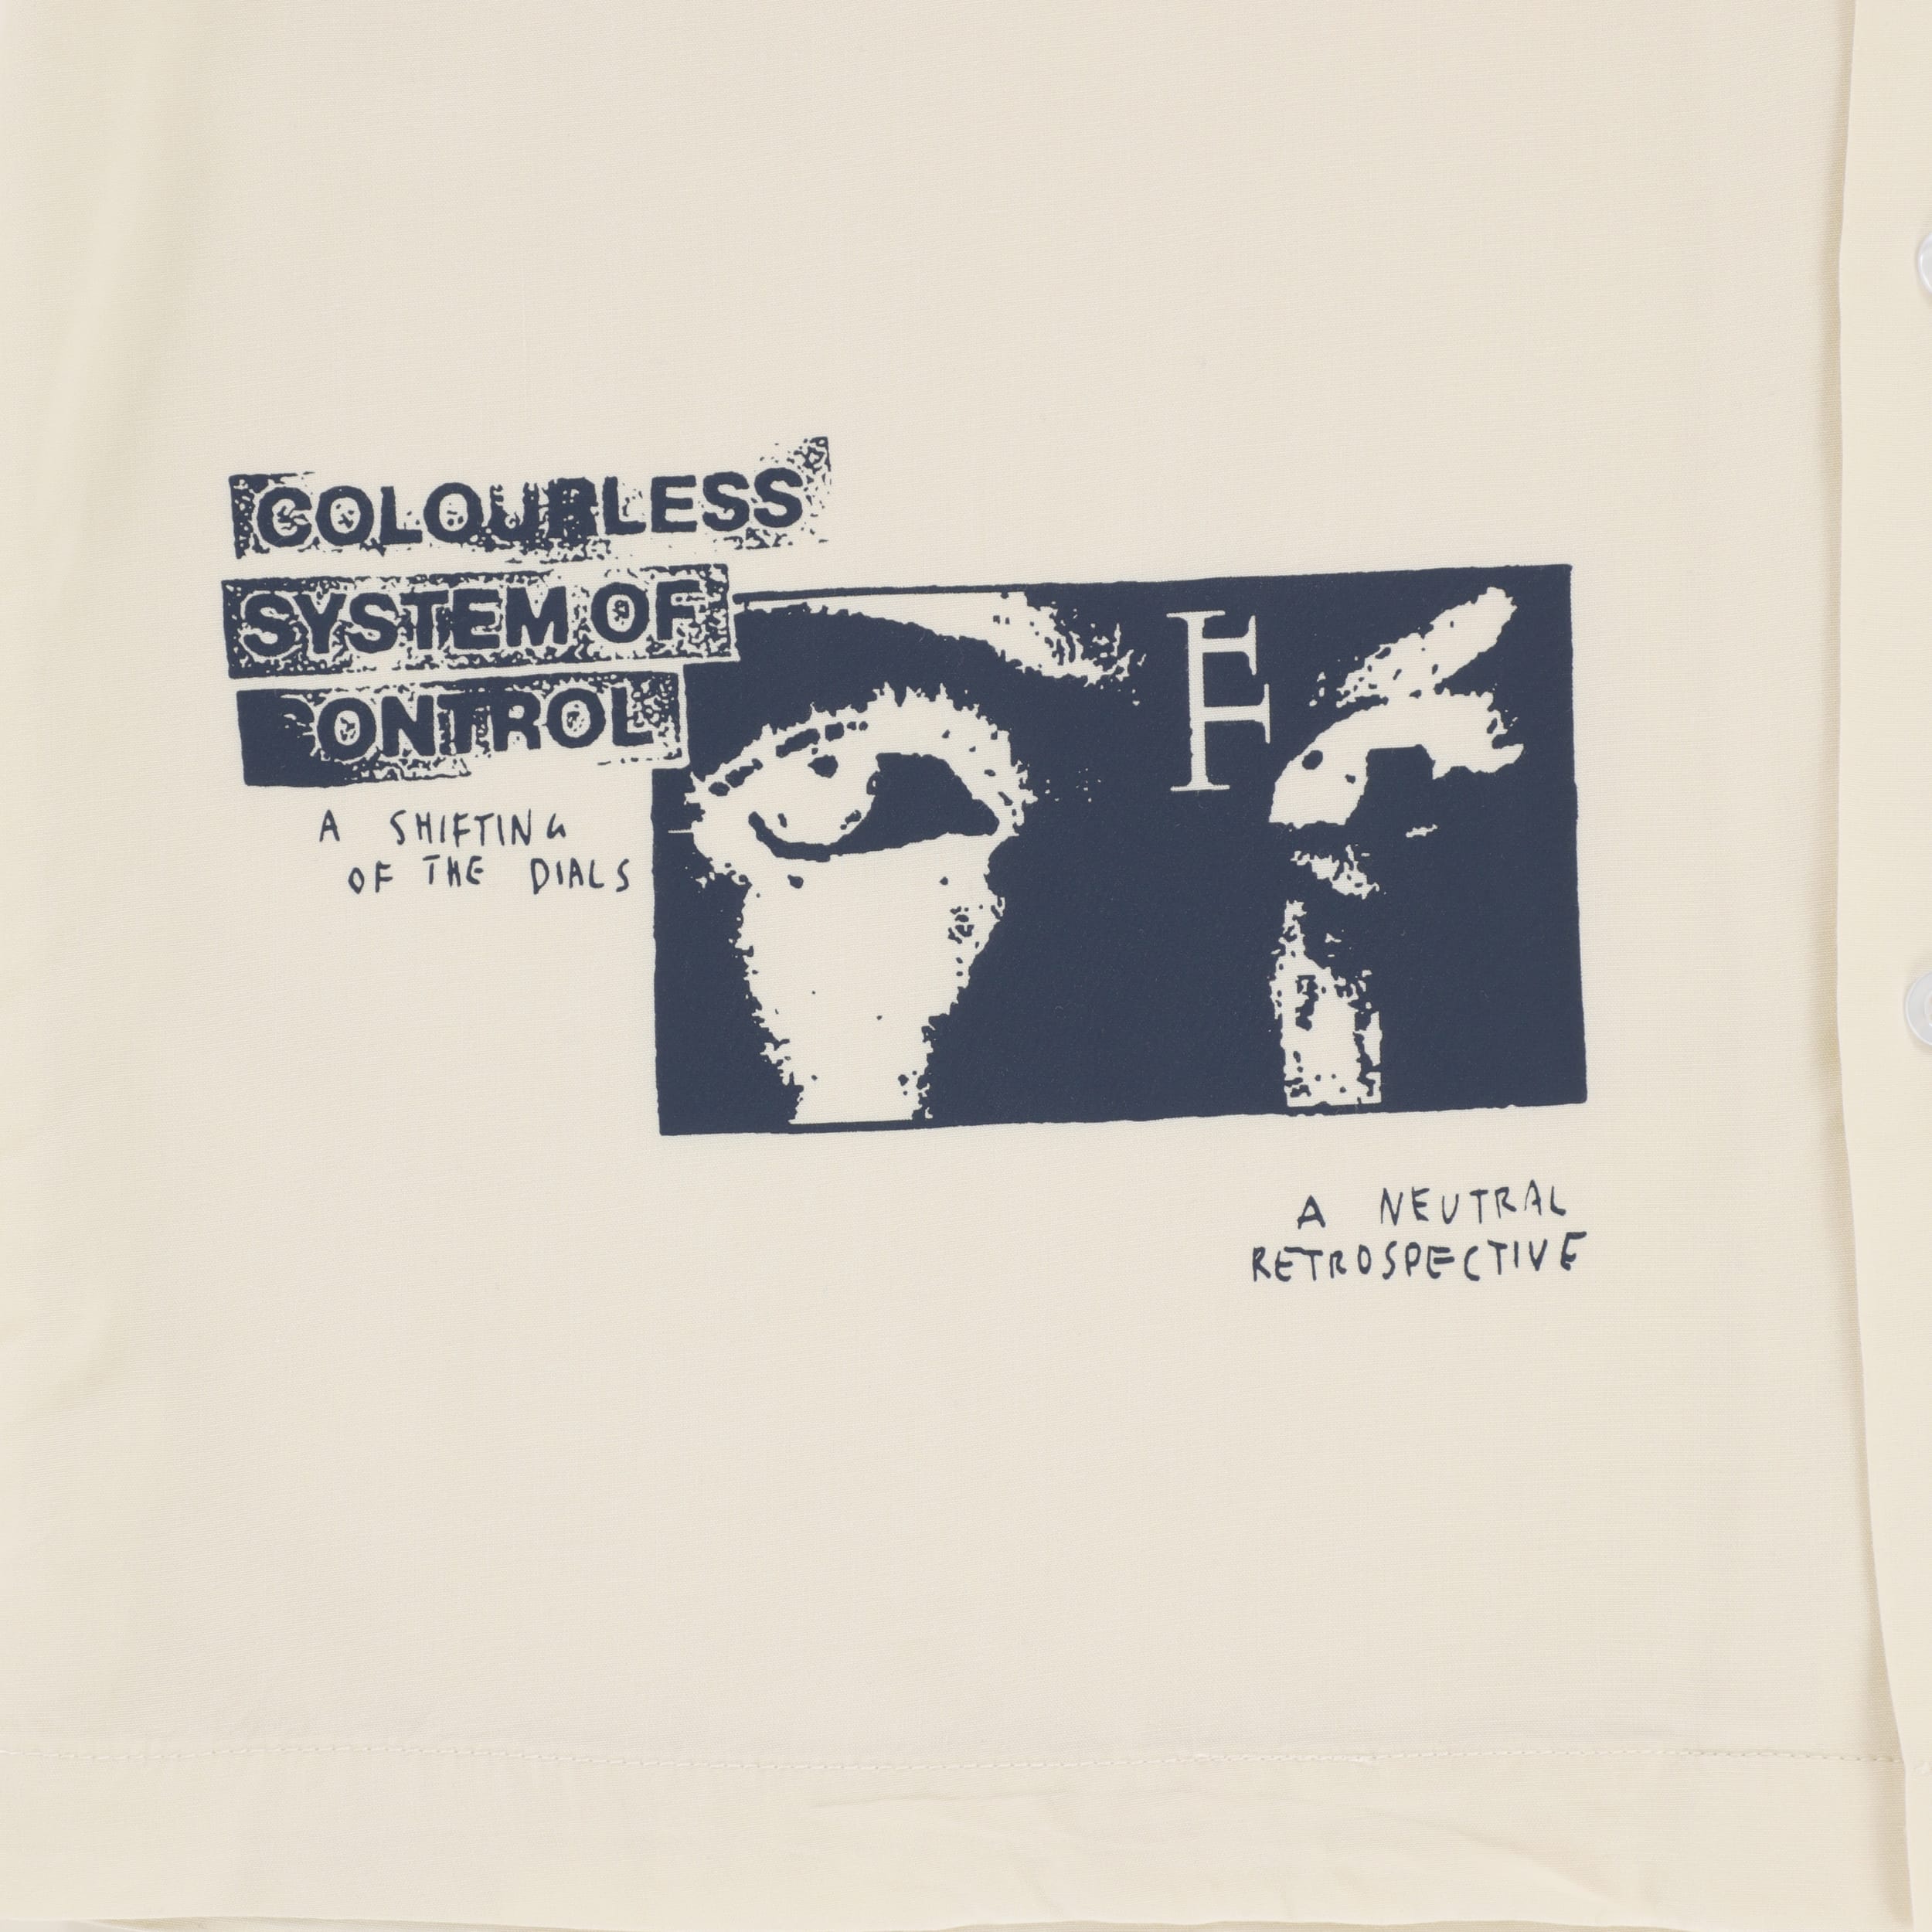 COLOURLESS
SYSTEM OF
CONTROL
A SHIFTING
OF THE DIALS
F
A NEUTRAL
RETROSPECTIVE